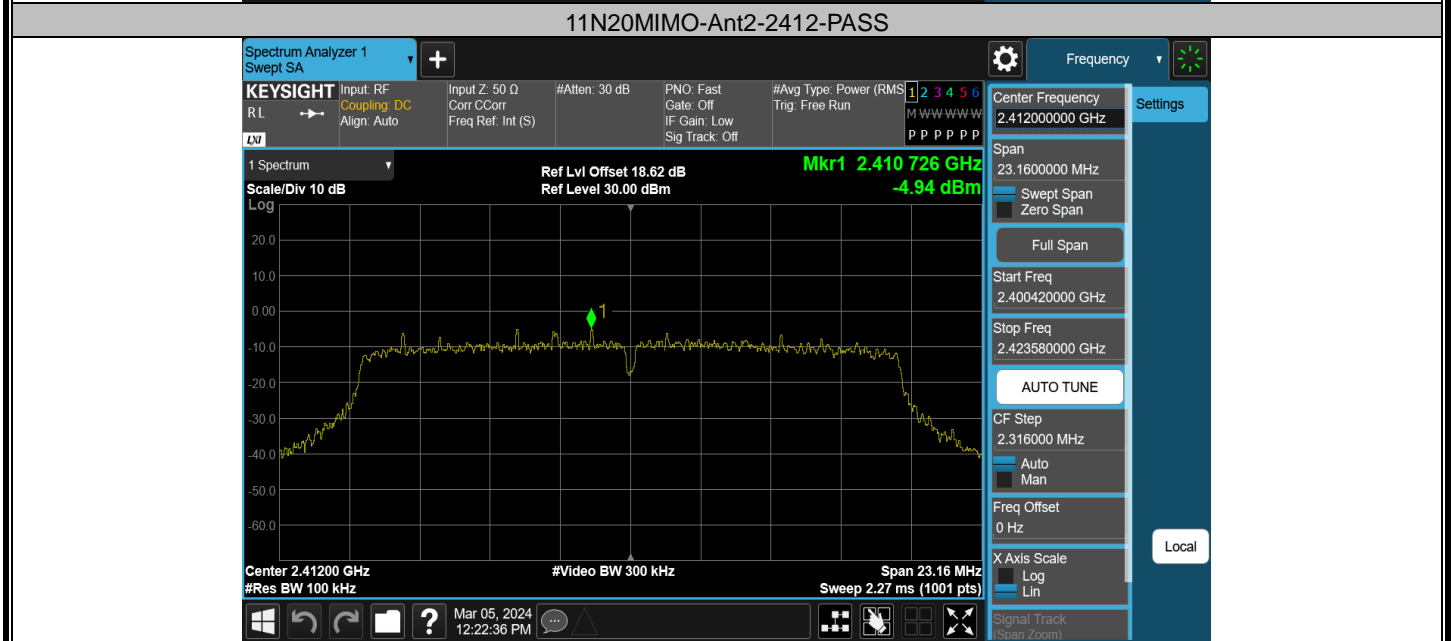 11N20MIMO-Ant2-2412-PASS
Spectrum Analyzer 1
Swept SA
+
Frequency
KEYSIGHT
RL
LXI
Input: RF
Coupling: DC
Align: Auto
Input Z: 50 Ω
Corr CCorr
Freq Ref: Int (S)
#Atten: 30 dB
PNO: Fast
Gate: Off
IF Gain: Low
Sig Track: Off
#Avg Type: Power (RMS
Trig: Free Run
1 2 3 4 5 6
M W W W W W
P P P P P P
Center Frequency
2.412000000 GHz
Settings
Span
23.1600000 MHz
Swept Span
Zero Span
Full Span
Start Freq
2.400420000 GHz
Stop Freq
2.423580000 GHz
AUTO TUNE
CF Step
2.316000 MHz
Auto
Man
Freq Offset
0 Hz
X Axis Scale
Log
Lin
Signal Track
(Span Zoom)
Local
1 Spectrum
Scale/Div 10 dB
Log
Ref Lvl Offset 18.62 dB
Ref Level 30.00 dBm
Mkr1 2.410 726 GHz
-4.94 dBm
20.0
10.0
0.00
-10.0
-20.0
-30.0
-40.0
-50.0
-60.0
1
Center 2.41200 GHz
#Res BW 100 kHz
#Video BW 300 kHz
Span 23.16 MHz
Sweep 2.27 ms (1001 pts)
?
Mar 05, 2024
12:22:36 PM